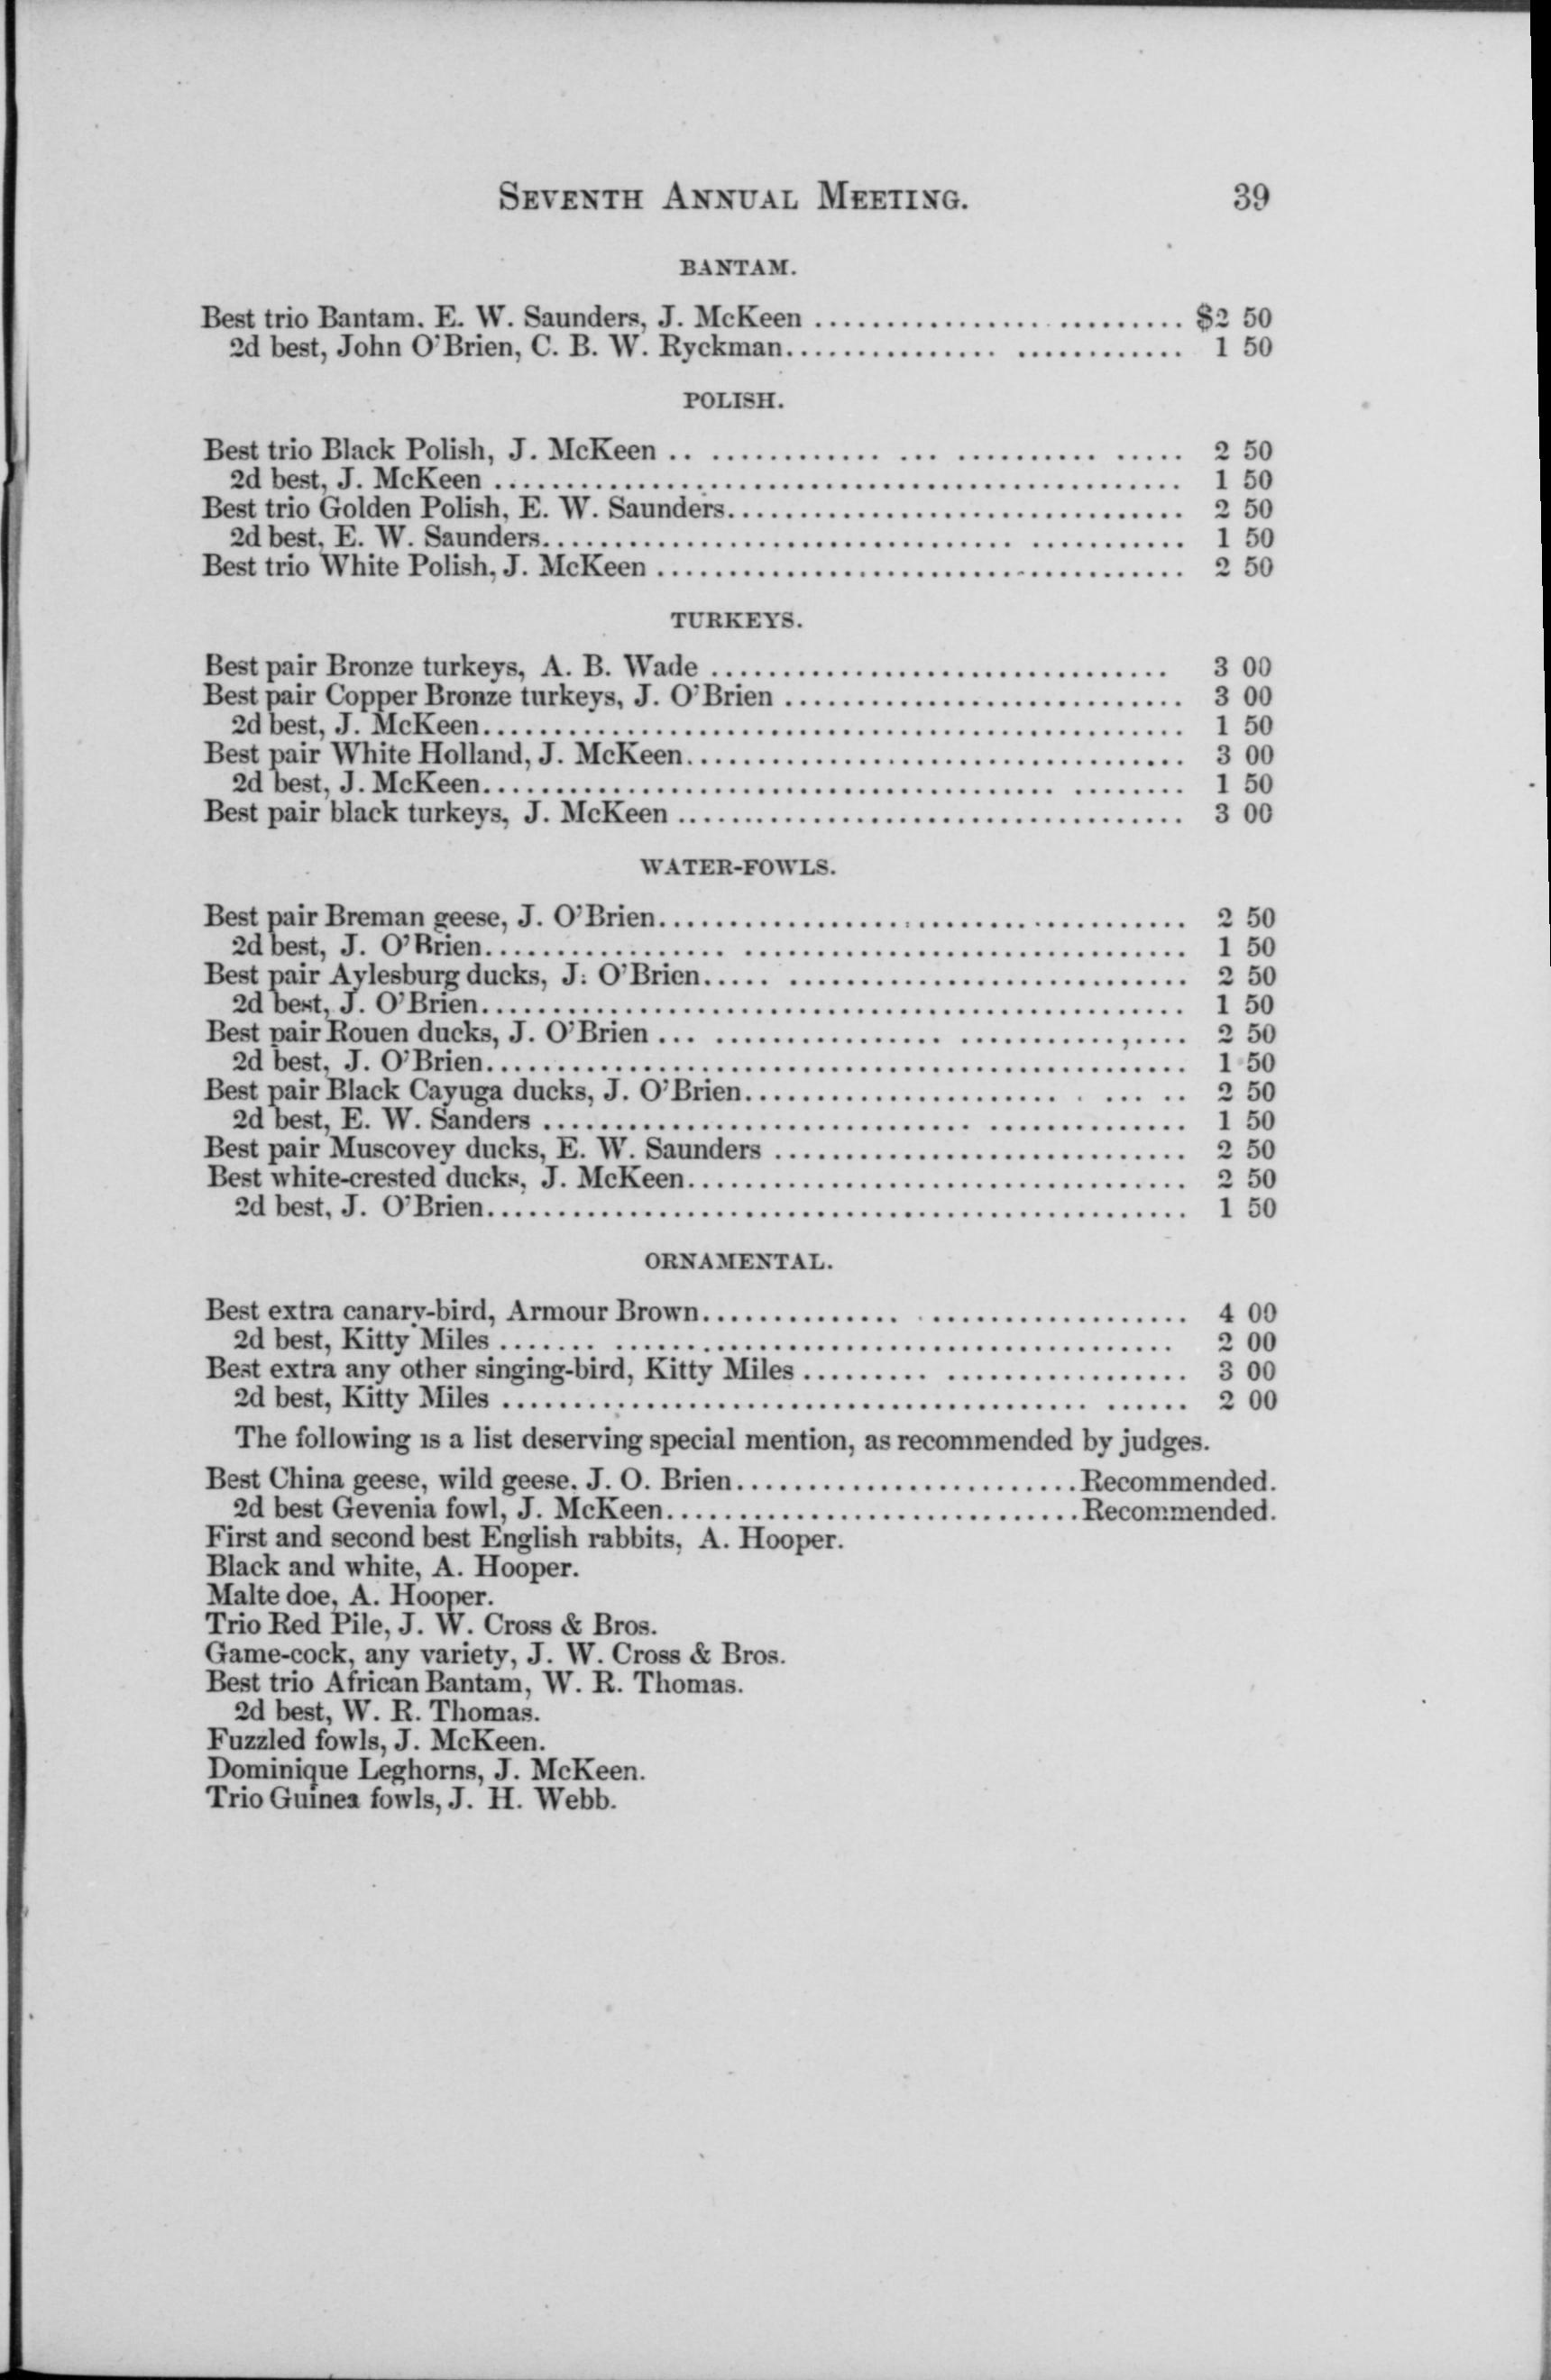 SEVENTH ANNUAL MEETING. 39
BANTAM.
Best trio Bantam. E. W. Saunders, J. McKeen .......................... $2 50
2d best, John O'Brien, C. B. W. Ryckman............................ 1 50
POLISH.
Best trio Black Polish, J. McKeen .................................. 2 50
2d best, J. McKeen ................................................ 1 50
Best trio Golden Polish, E. W. Saunders................................ 2 50
2d best, E. W. Saunders............................................ 1 50
Best trio White Polish, J. McKeen ..................................... 2 50
TURKEYS.
Best pair Bronze turkeys, A. B. Wade ................................ 3 00
Best pair Copper Bronze turkeys, J. O'Brien ............................ 3 00
2d best, J. McKeen................................................. 1 50
Best pair White Holland, J. McKeen................................... 3 00
2d best, J. McKeen................................................ 1 50
Best pair black turkeys, J. McKeen .................................... 3 00
WATER-FOWLS.
Best pair Breman geese, J. O'Brien..................................... 2 50
2d best, J. O'Brien................................................ 1 50
Best pair Aylesburg ducks, J. O'Brien................................. 2 50
2d best, J. O'Brien................................................. 1 50
Best pair Rouen ducks, J. O'Brien .................................... 2 50
2d best, J. O'Brien................................................. 1 50
Best pair Black Cayuga ducks, J. O'Brien............................ 2 50
2d best, E. W. Sanders ............................................ 1 50
Best pair Muscovey ducks, E. W. Saunders ............................. 2 50
Best white-crested ducks, J. McKeen................................... 2 50
2d best, J. O'Brien................................................. 1 50
ORNAMENTAL.
Best extra canary-bird, Armour Brown................................ 4 00
2d best, Kitty Miles .............................................. 2 00
Best extra any other singing-bird, Kitty Miles .......................... 3 00
2d best, Kitty Miles .............................................. 2 00
The following is a list deserving special mention, as recommended by judges.
Best China geese, wild geese. J. O. Brien........................Recommended.
2d best Gevenia fowl, J. McKeen.............................Recommended.
First and second best English rabbits, A. Hooper.
Black and white, A. Hooper.
Malte doe, A. Hooper.
Trio Red Pile, J. W. Cross & Bros.
Game-cock, any variety, J. W. Cross & Bros.
Best trio African Bantam, W. R. Thomas.
2d best, W. R. Thomas.
Fuzzled fowls, J. McKeen.
Dominique Leghorns, J. McKeen.
Trio Guinea fowls, J. H. Webb.